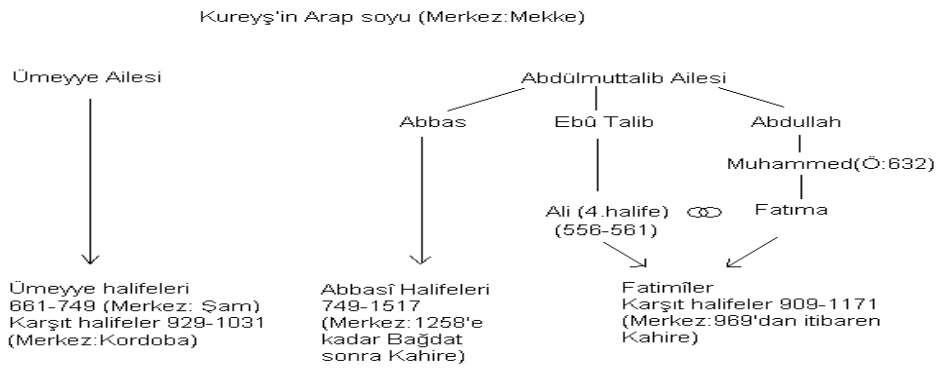 Kureyş'in Arap soyu (Merkez:Mekke)
Ümeyye Ailesi
Abdülmuttalib Ailesi
Abbas
Ebû Talib
Abdullah
Muhammed(Ö:632)
Ali (4.halife)
(556-561)
Fatıma
Ümeyye halifeleri
661-749 (Merkez: Şam)
Karşıt halifeler 929-1031
(Merkez:Kordoba)
Abbasî Halifeleri
749-1517
(Merkez:1258'e
kadar Bağdat
sonra Kahire)
Fatimîler
Karşıt halifeler 909-1171
(Merkez:969'dan itibaren
Kahire)